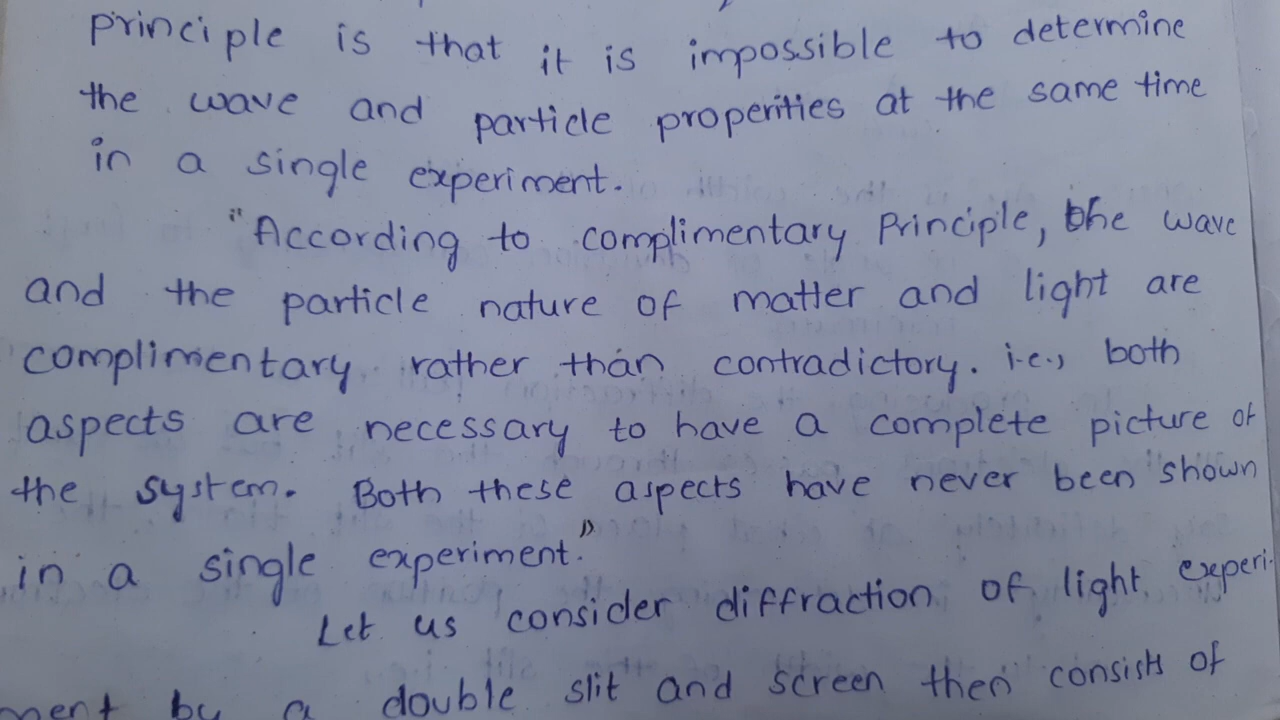 principle is that it is impossible to determine
the wave and particle properities at the same time
in a single experiment.
"According to complimentary Principle, the wave
and the particle nature of matter and light are
complimentary rather than contradictory. i.e., both
aspects are necessary to have a complete picture of
the system. Both these aspects have never been shown
in a single experiment."
Let us consider diffraction of light experi-
ment by a double slit and screen then consists of